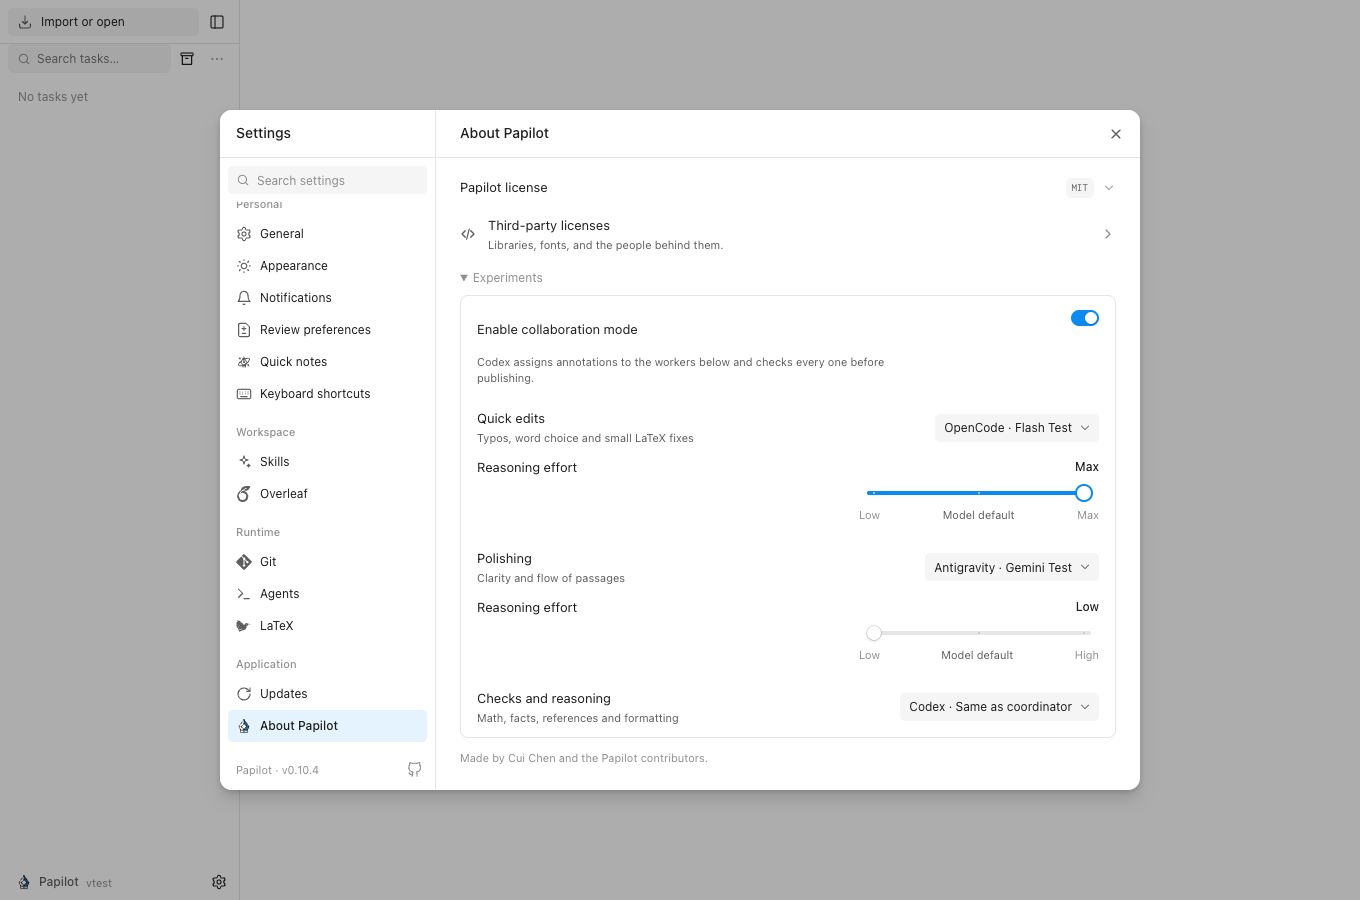 Import or open
Search tasks...
No tasks yet
Settings
Search settings
Personal
General
Appearance
Notifications
Review preferences
Quick notes
Keyboard shortcuts
Workspace
Skills
Overleaf
Runtime
Git
Agents
LaTeX
Application
Updates
About Papilot
Papilot · v0.10.4
About Papilot
Papilot license
MIT
Third-party licenses
Libraries, fonts, and the people behind them.
Experiments
Enable collaboration mode
Codex assigns annotations to the workers below and checks every one before
publishing.
Quick edits
OpenCode · Flash Test
Typos, word choice and small LaTeX fixes
Reasoning effort
Max
Low
Model default
Max
Polishing
Antigravity · Gemini Test
Clarity and flow of passages
Reasoning effort
Low
Low
Model default
High
Checks and reasoning
Codex · Same as coordinator
Math, facts, references and formatting
Made by Cui Chen and the Papilot contributors.
Papilot vtest